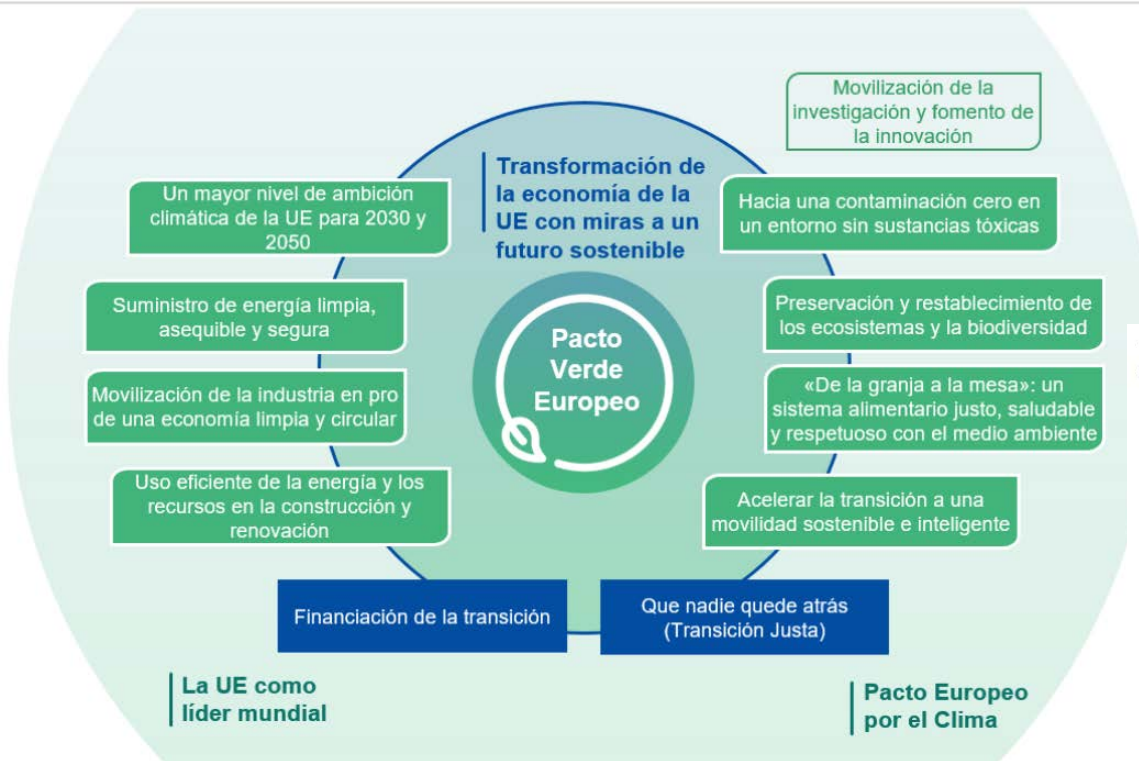 Movilización de la
investigación y fomento de
la innovación
Transformación de
la economía de la
UE con miras a un
futuro sostenible
Un mayor nivel de ambición
climática de la UE para 2030 y
2050
Hacia una contaminación cero en
un entorno sin sustancias tóxicas
Suministro de energía limpia,
asequible y segura
Preservación y restablecimiento de
los ecosistemas y la biodiversidad
Pacto
Verde
Europeo
Movilización de la industria en pro
de una economía limpia y circular
«De la granja a la mesa»: un
sistema alimentario justo, saludable
y respetuoso con el medio ambiente
Uso eficiente de la energía y los
recursos en la construcción y
renovación
Acelerar la transición a una
movilidad sostenible e inteligente
Financiación de la transición
Que nadie quede atrás
(Transición Justa)
La UE como
líder mundial
Pacto Europeo
por el Clima